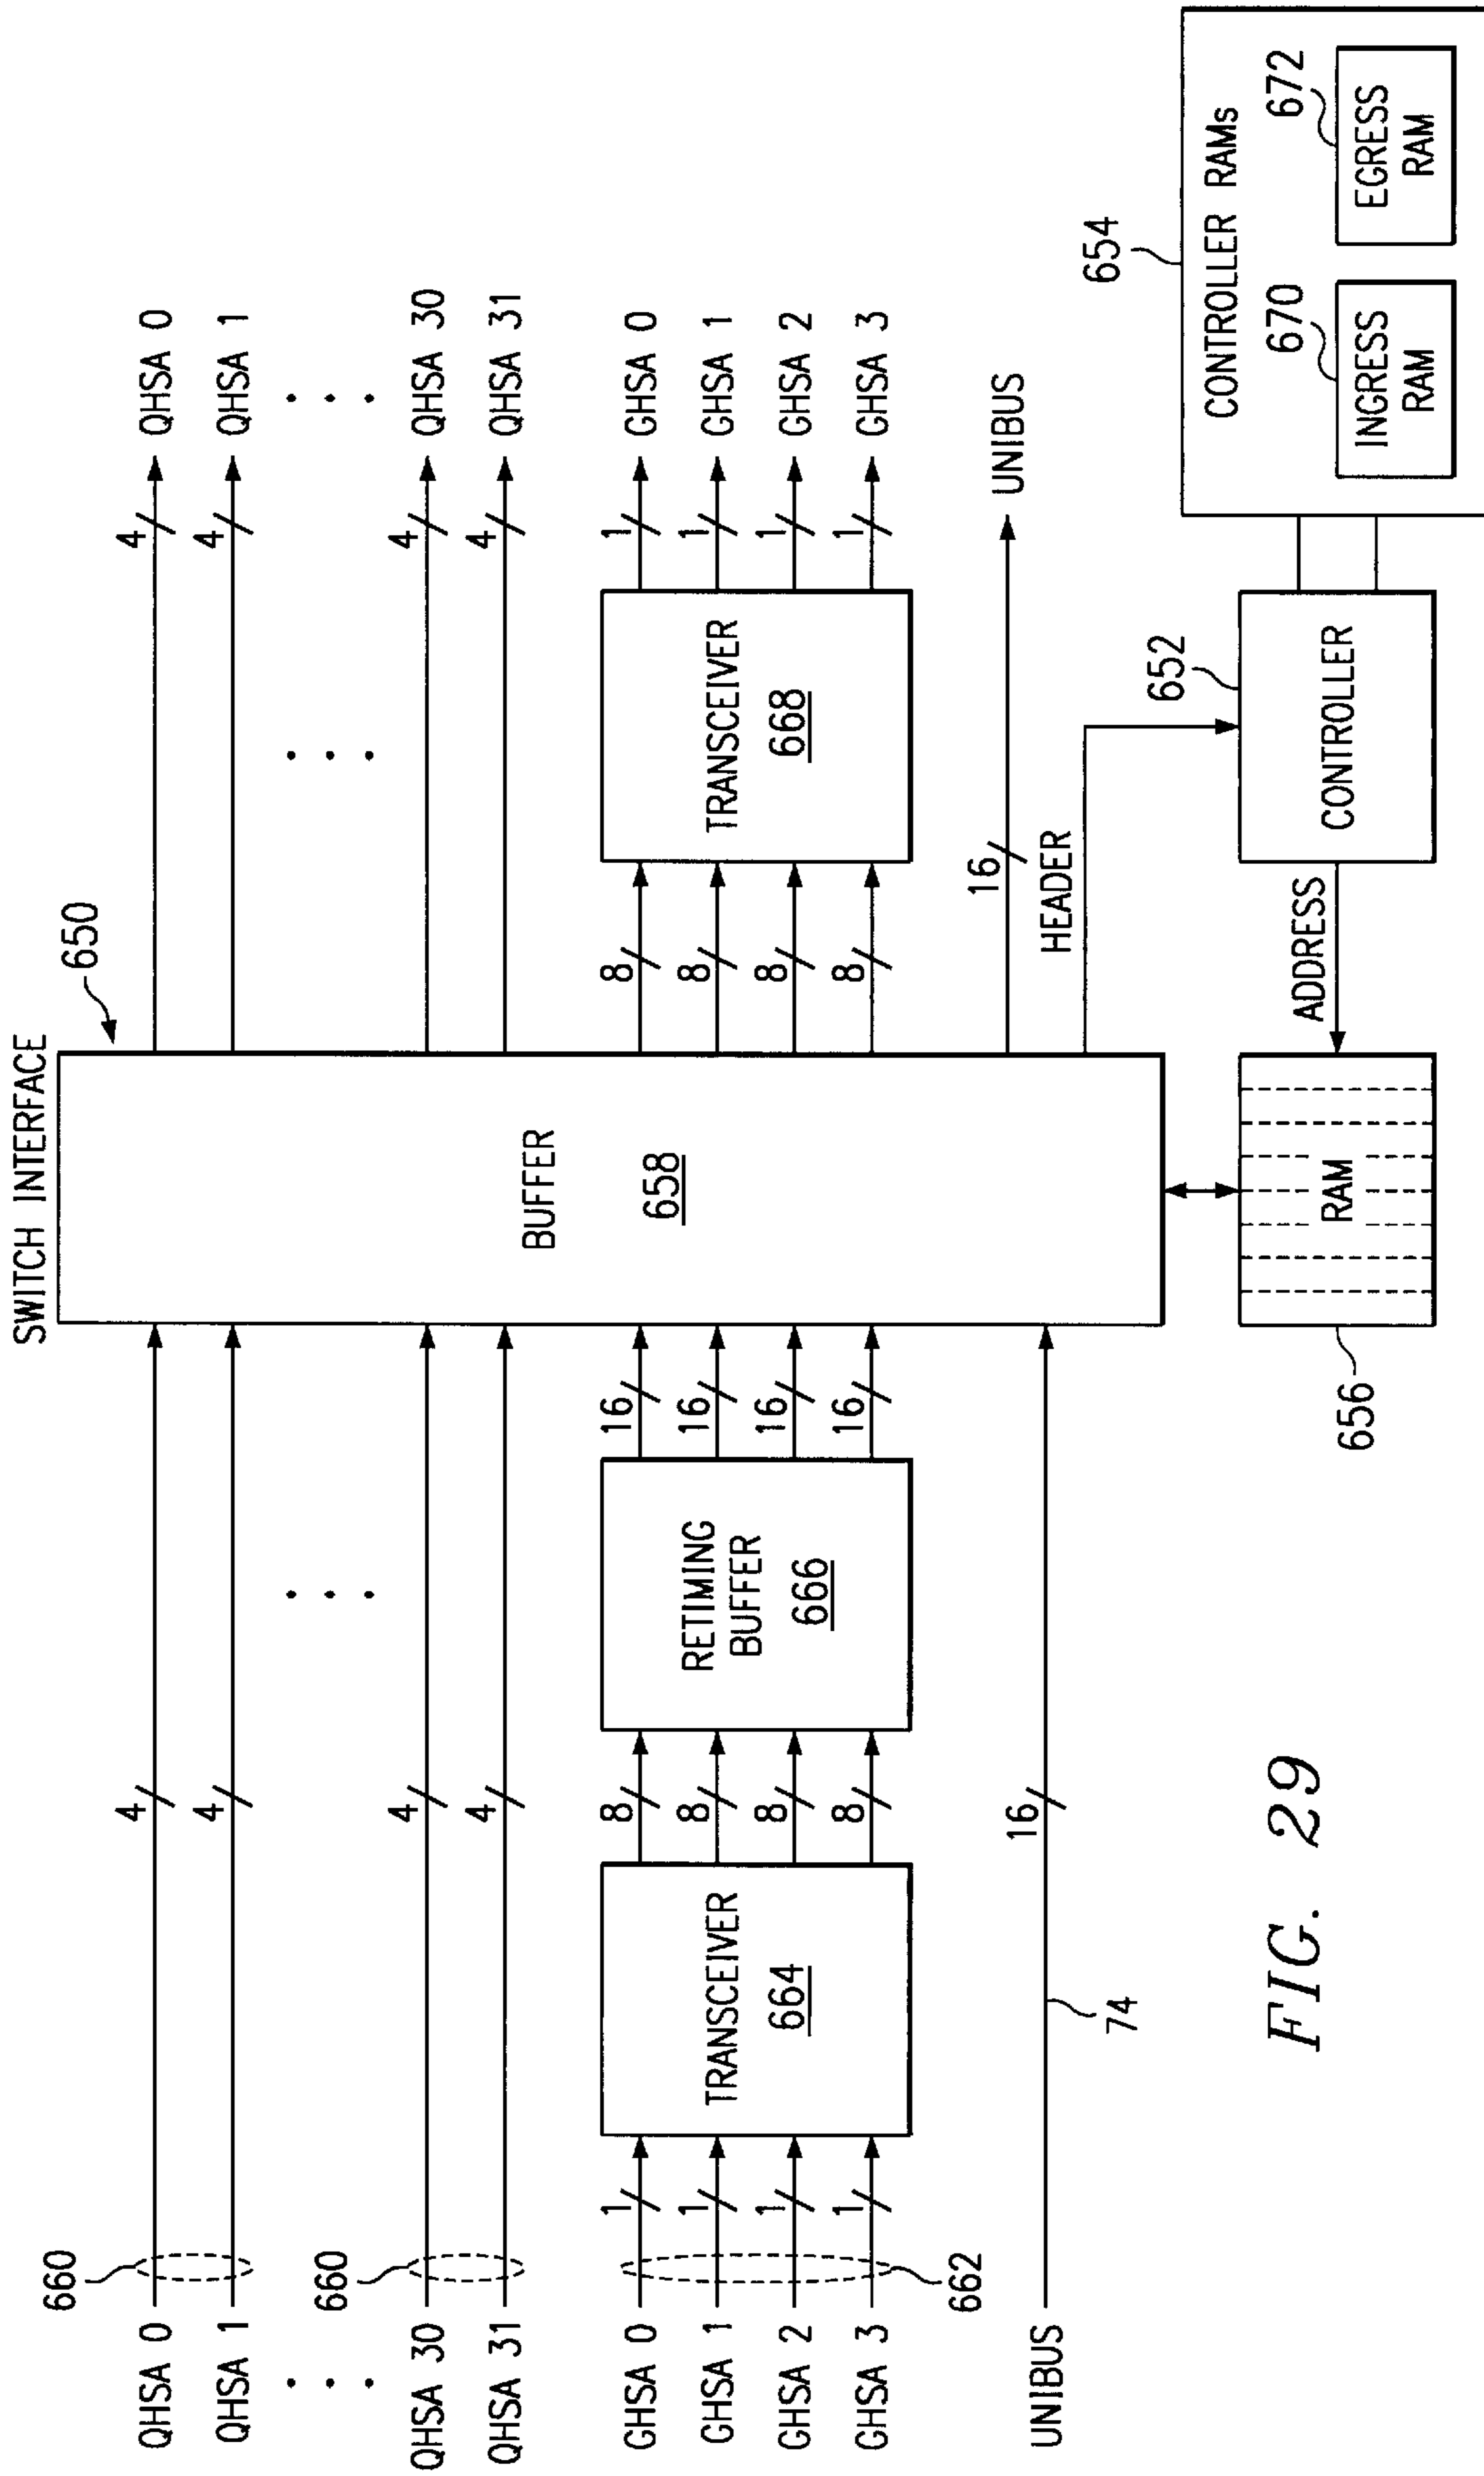 SWITCH INTERFACE
650
660
QHSA 0
4
4
QHSA 0
QHSA 1
4
4
QHSA 1
. . .
. . .
. . .
. . .
660
QHSA 30
4
4
QHSA 30
QHSA 31
4
4
QHSA 31
BUFFER
658
GHSA 0
1
8
16
8
1
GHSA 0
GHSA 1
1
8
16
8
1
GHSA 1
GHSA 2
1
8
16
8
1
GHSA 2
GHSA 3
1
8
16
8
1
GHSA 3
662
TRANSCEIVER
664
RETIMING
BUFFER
666
TRANSCEIVER
668
UNIBUS
16
74
16
UNIBUS
HEADER
652
CONTROLLER
ADDRESS
RAM
656
654
CONTROLLER RAMs
670
INGRESS
RAM
672
EGRESS
RAM
FIG. 29